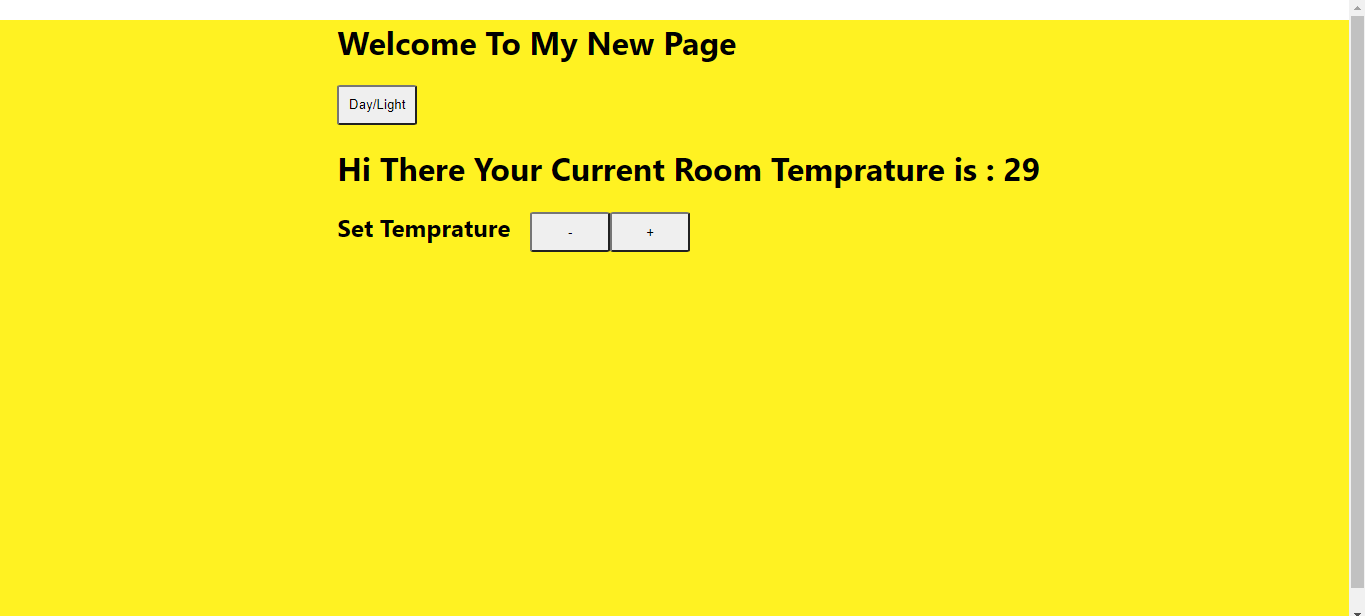 Welcome To My New Page
Day/Light
Hi There Your Current Room Temprature is : 29
Set Temprature - +